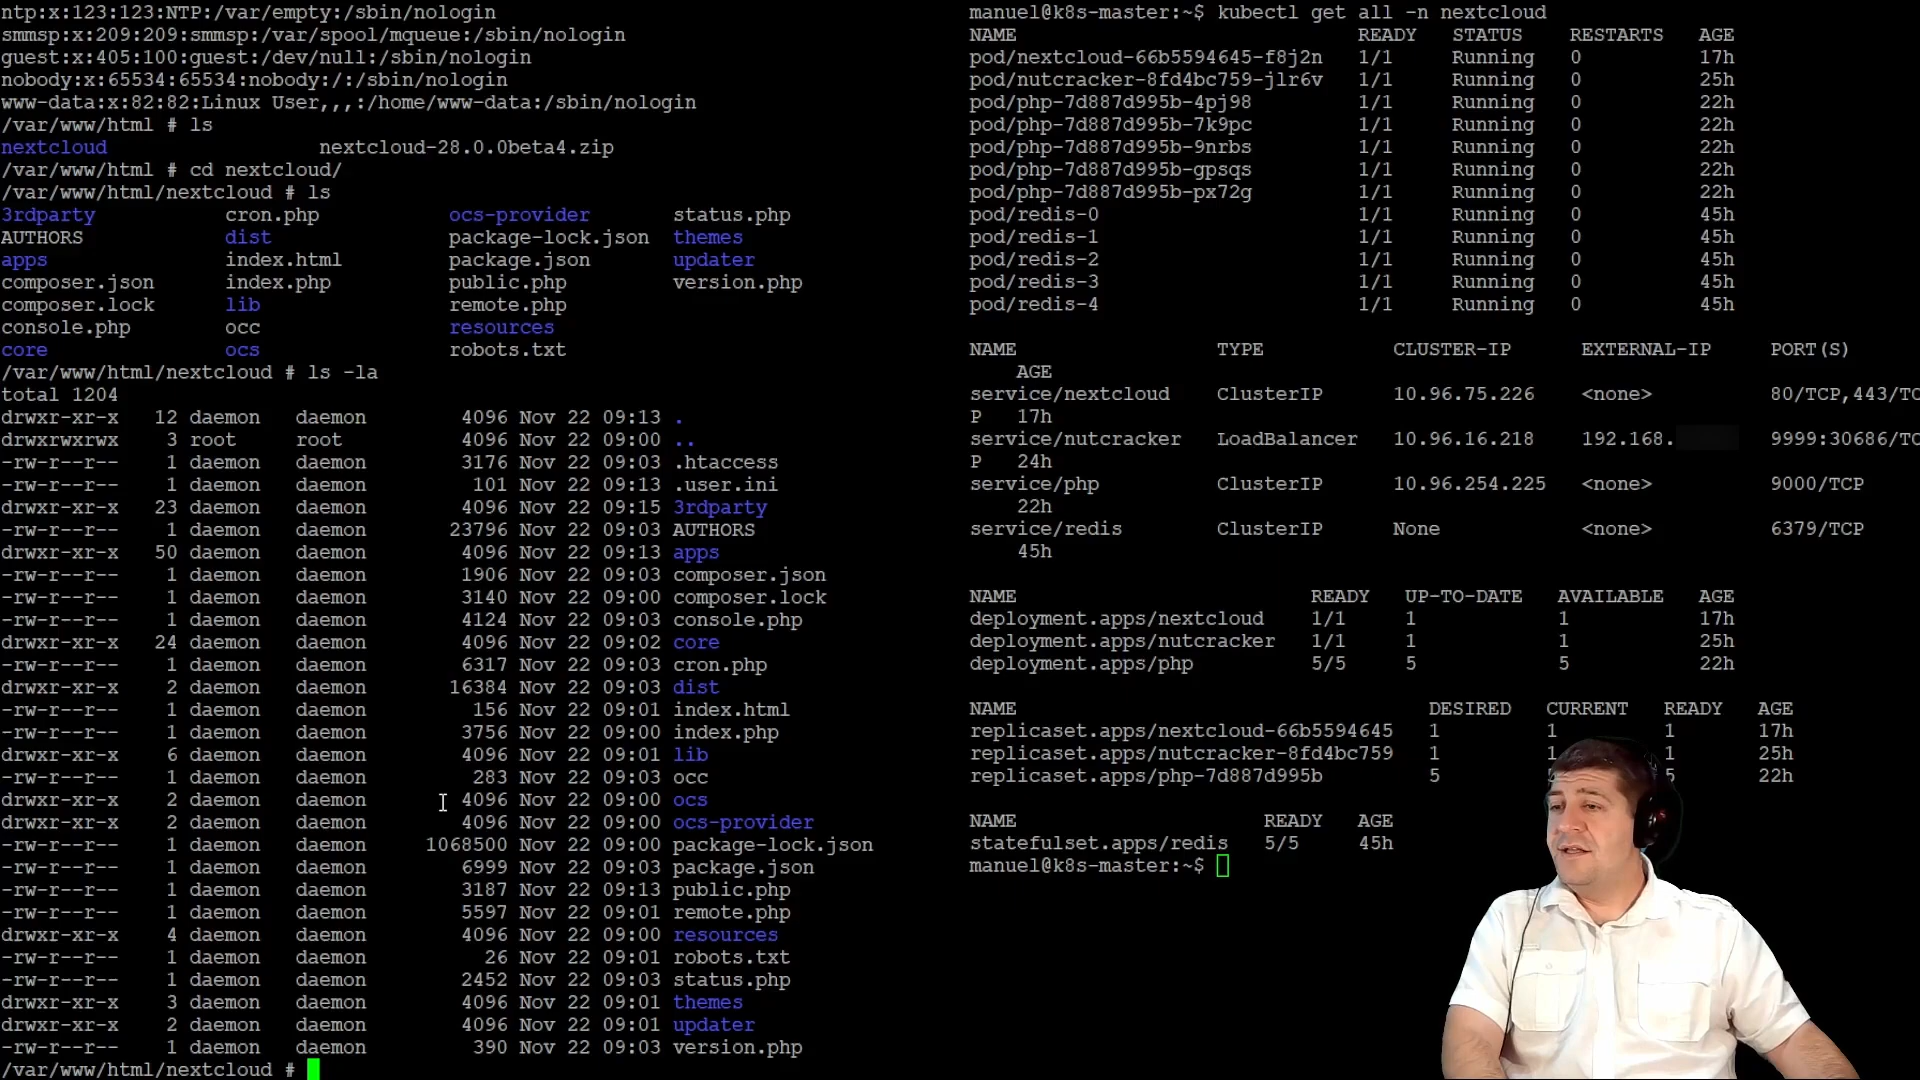 ntp:x:123:123:NTP:/var/empty:/sbin/nologin
smmsp:x:209:209:smmsp:/var/spool/mqueue:/sbin/nologin
guest:x:405:100:guest:/dev/null:/sbin/nologin
nobody:x:65534:65534:nobody:/:/sbin/nologin
www-data:x:82:82:Linux User,,,:/home/www-data:/sbin/nologin
/var/www/html # ls
nextcloud nextcloud-28.0.0beta4.zip
/var/www/html # cd nextcloud/
/var/www/html/nextcloud # ls
3rdparty cron.php ocs-provider status.php
AUTHORS dist package-lock.json themes
apps index.html package.json updater
composer.json index.php public.php version.php
composer.lock lib remote.php
console.php occ resources
core ocs robots.txt
/var/www/html/nextcloud # ls -la
total 1204
drwxr-xr-x 12 daemon daemon 4096 Nov 22 09:13 .
drwxrwxrwx 3 root root 4096 Nov 22 09:00 ..
-rw-r--r-- 1 daemon daemon 3176 Nov 22 09:03 .htaccess
-rw-r--r-- 1 daemon daemon 101 Nov 22 09:13 .user.ini
drwxr-xr-x 23 daemon daemon 4096 Nov 22 09:15 3rdparty
-rw-r--r-- 1 daemon daemon 23796 Nov 22 09:03 AUTHORS
drwxr-xr-x 50 daemon daemon 4096 Nov 22 09:13 apps
-rw-r--r-- 1 daemon daemon 1906 Nov 22 09:03 composer.json
-rw-r--r-- 1 daemon daemon 3140 Nov 22 09:00 composer.lock
-rw-r--r-- 1 daemon daemon 4124 Nov 22 09:03 console.php
drwxr-xr-x 24 daemon daemon 4096 Nov 22 09:02 core
-rw-r--r-- 1 daemon daemon 6317 Nov 22 09:03 cron.php
drwxr-xr-x 2 daemon daemon 16384 Nov 22 09:03 dist
-rw-r--r-- 1 daemon daemon 156 Nov 22 09:01 index.html
-rw-r--r-- 1 daemon daemon 3756 Nov 22 09:00 index.php
drwxr-xr-x 6 daemon daemon 4096 Nov 22 09:01 lib
-rw-r--r-- 1 daemon daemon 283 Nov 22 09:03 occ
drwxr-xr-x 2 daemon daemon 4096 Nov 22 09:00 ocs
drwxr-xr-x 2 daemon daemon 4096 Nov 22 09:00 ocs-provider
-rw-r--r-- 1 daemon daemon 1068500 Nov 22 09:00 package-lock.json
-rw-r--r-- 1 daemon daemon 6999 Nov 22 09:03 package.json
-rw-r--r-- 1 daemon daemon 3187 Nov 22 09:13 public.php
-rw-r--r-- 1 daemon daemon 5597 Nov 22 09:01 remote.php
drwxr-xr-x 4 daemon daemon 4096 Nov 22 09:00 resources
-rw-r--r-- 1 daemon daemon 26 Nov 22 09:01 robots.txt
-rw-r--r-- 1 daemon daemon 2452 Nov 22 09:03 status.php
drwxr-xr-x 3 daemon daemon 4096 Nov 22 09:01 themes
drwxr-xr-x 2 daemon daemon 4096 Nov 22 09:01 updater
-rw-r--r-- 1 daemon daemon 390 Nov 22 09:03 version.php
/var/www/html/nextcloud #
manuel@k8s-master:~$ kubectl get all -n nextcloud
NAME READY STATUS RESTARTS AGE
pod/nextcloud-66b5594645-f8j2n 1/1 Running 0 17h
pod/nutcracker-8fd4bc759-jlr6v 1/1 Running 0 25h
pod/php-7d887d995b-4pj98 1/1 Running 0 22h
pod/php-7d887d995b-7k9pc 1/1 Running 0 22h
pod/php-7d887d995b-9nrbs 1/1 Running 0 22h
pod/php-7d887d995b-gpsqs 1/1 Running 0 22h
pod/php-7d887d995b-px72g 1/1 Running 0 22h
pod/redis-0 1/1 Running 0 45h
pod/redis-1 1/1 Running 0 45h
pod/redis-2 1/1 Running 0 45h
pod/redis-3 1/1 Running 0 45h
pod/redis-4 1/1 Running 0 45h
NAME TYPE CLUSTER-IP EXTERNAL-IP PORT(S)
AGE
service/nextcloud ClusterIP 10.96.75.226 <none> 80/TCP,443/TC
P 17h
service/nutcracker LoadBalancer 10.96.16.218 192.168. 9999:30686/TC
P 24h
service/php ClusterIP 10.96.254.225 <none> 9000/TCP
22h
service/redis ClusterIP None <none> 6379/TCP
45h
NAME READY UP-TO-DATE AVAILABLE AGE
deployment.apps/nextcloud 1/1 1 1 17h
deployment.apps/nutcracker 1/1 1 1 25h
deployment.apps/php 5/5 5 5 22h
NAME DESIRED CURRENT READY AGE
replicaset.apps/nextcloud-66b5594645 1 1 1 17h
replicaset.apps/nutcracker-8fd4bc759 1 1 1 25h
replicaset.apps/php-7d887d995b 5 5 22h
NAME READY AGE
statefulset.apps/redis 5/5 45h
manuel@k8s-master:~$